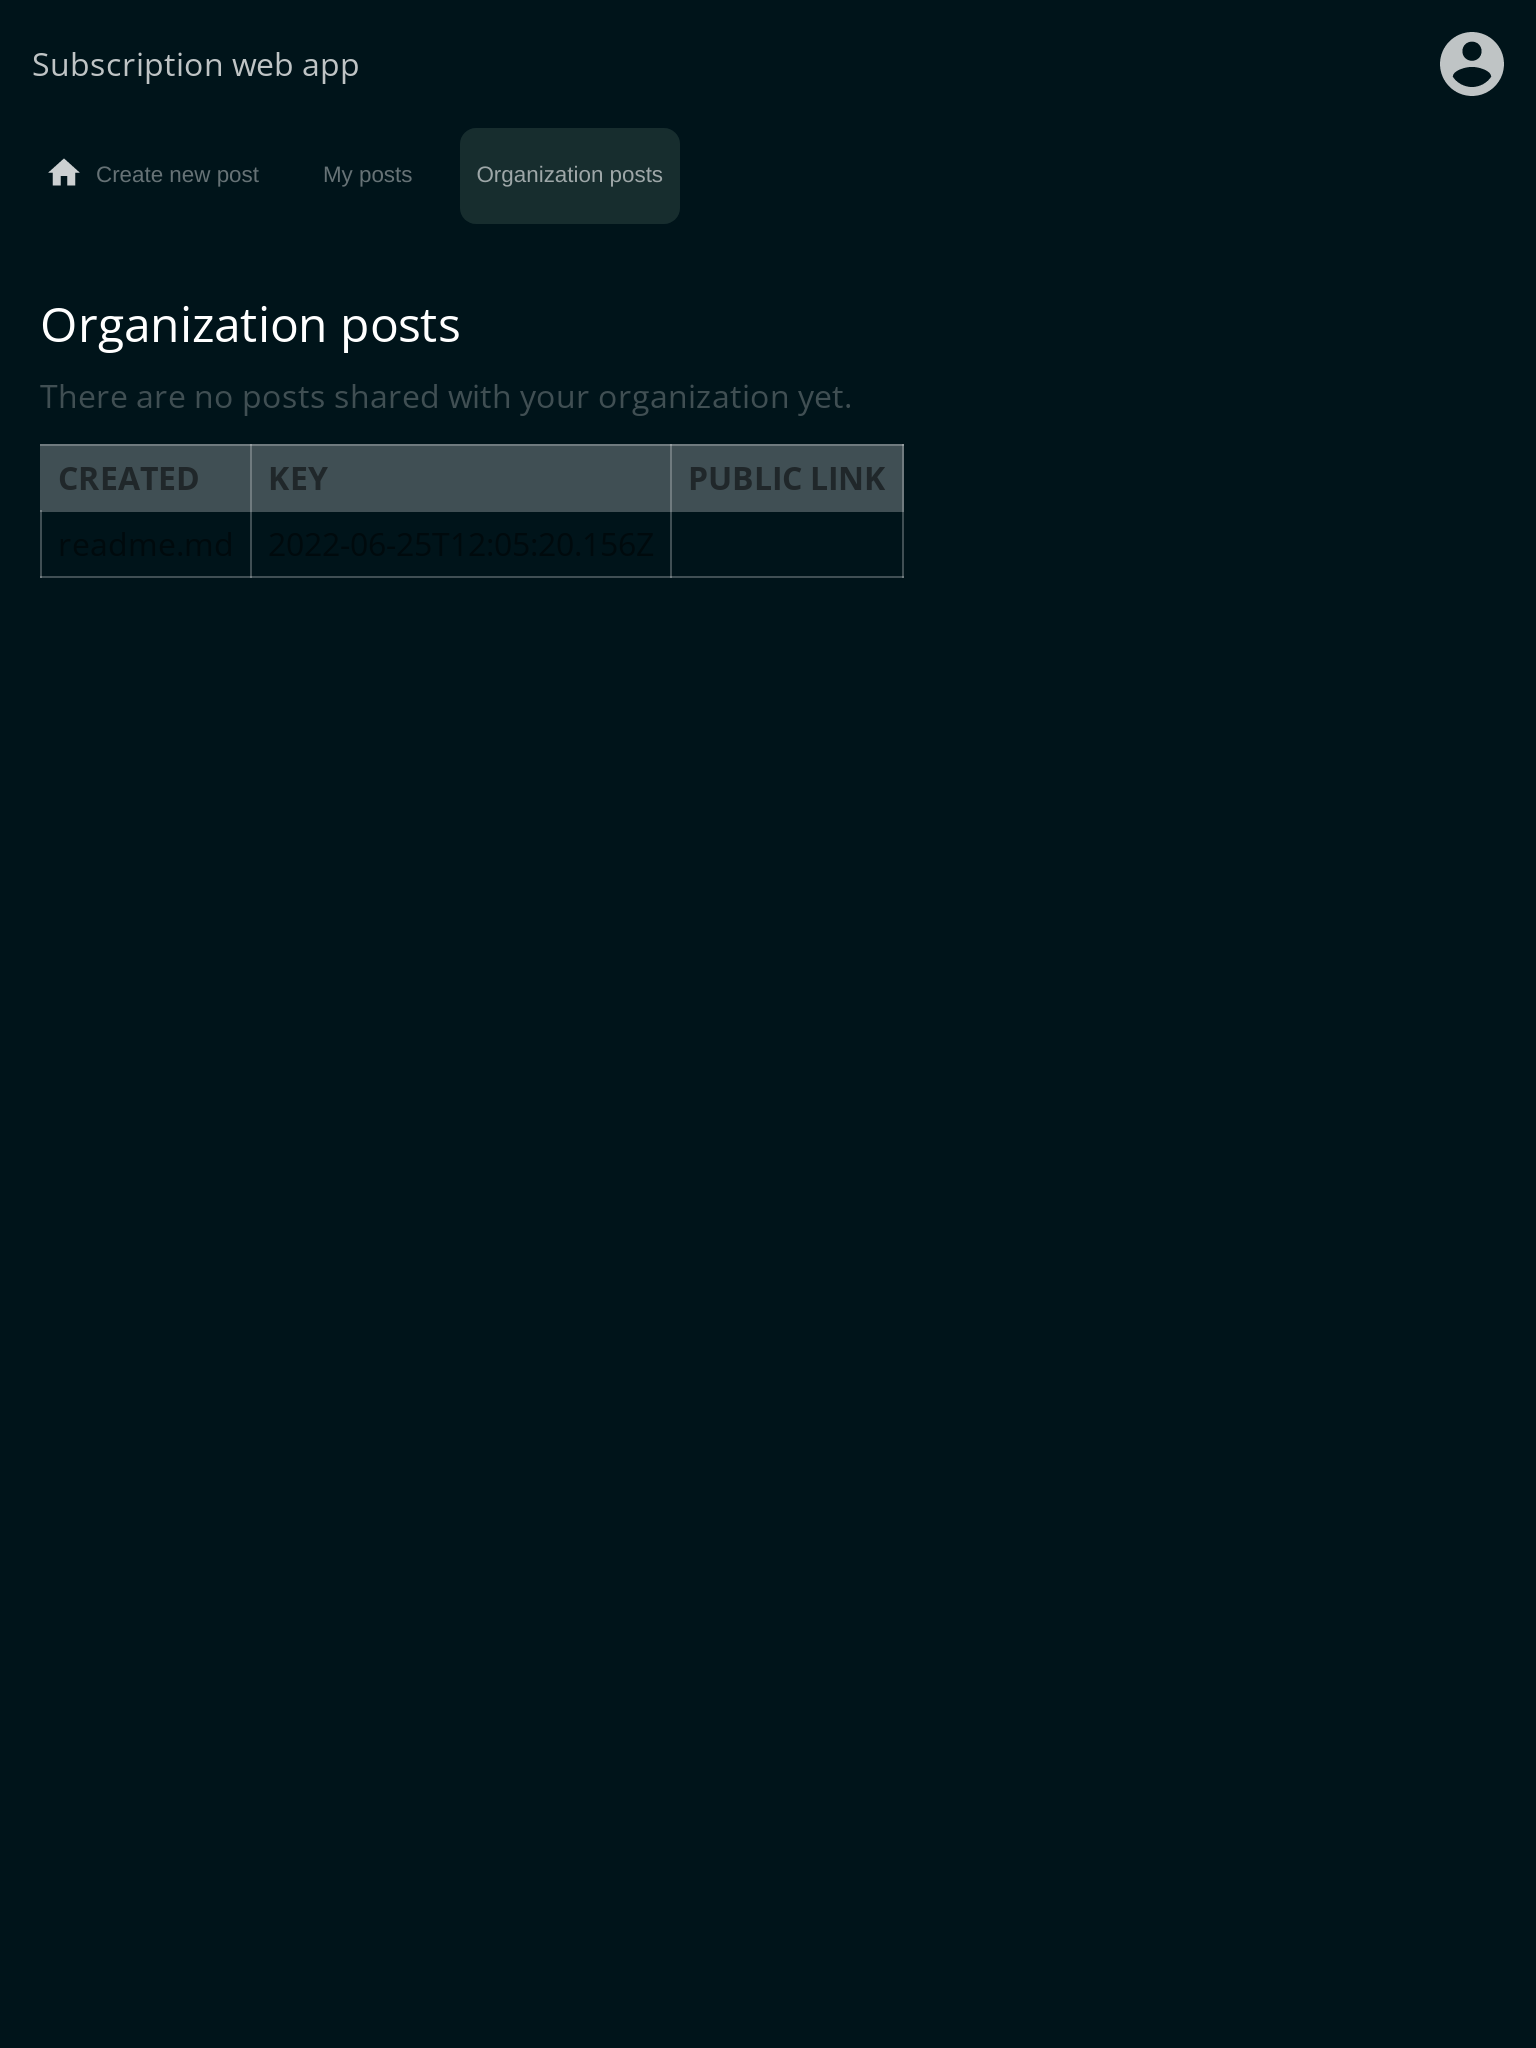 Subscription web app
Create new post My posts Organization posts
Organization posts
There are no posts shared with your organization yet.
CREATED KEY PUBLIC LINK
readme.md 2022-06-25T12:05:20.156Z